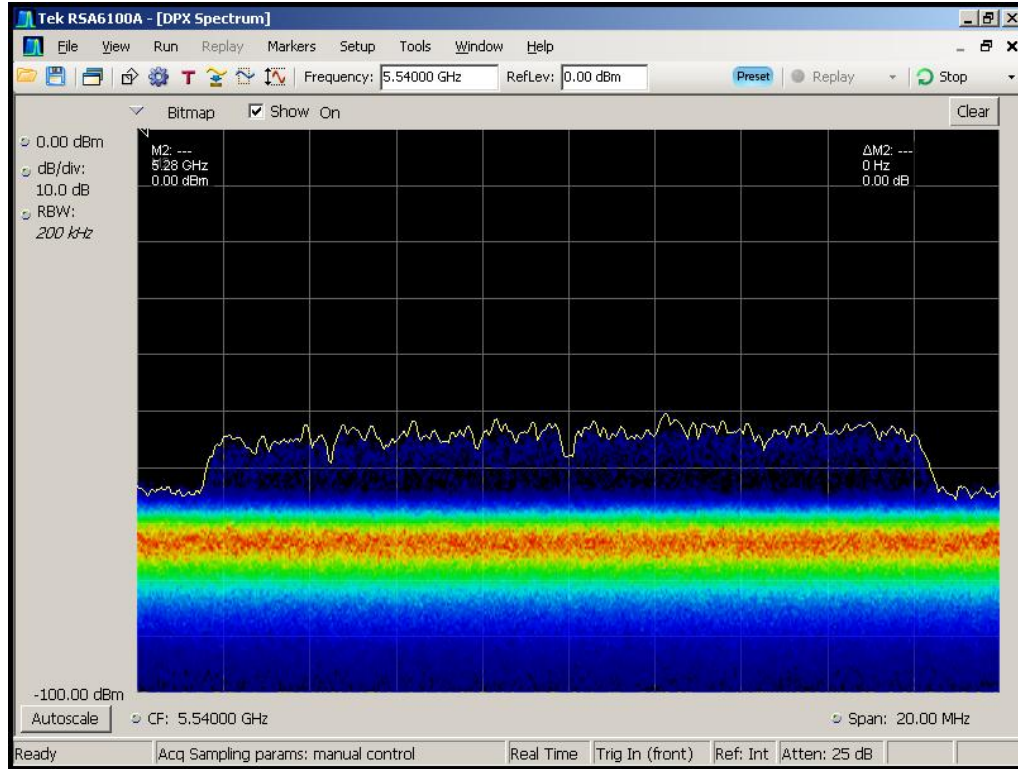 Tek RSA6100A - [DPX Spectrum]
File View Run Replay Markers Setup Tools Window Help
T Frequency: 5.54000 GHz RefLev: 0.00 dBm Preset Replay Stop
Bitmap Show On Clear
0.00 dBm
dB/div:
10.0 dB
RBW:
200 kHz
M2: ---
5.28 GHz
0.00 dBm
ΔM2: ---
0 Hz
0.00 dB
-100.00 dBm
Autoscale CF: 5.54000 GHz Span: 20.00 MHz
Ready Acq Sampling params: manual control Real Time Trig In (front) Ref: Int Atten: 25 dB